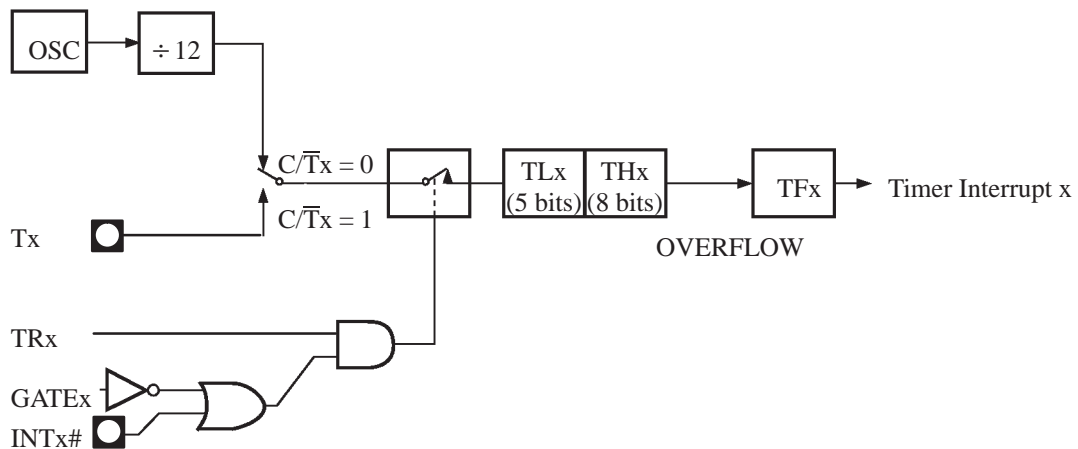 OSC
÷ 12
C/T̅x = 0
C/T̅x = 1
TLx
(5 bits)
THx
(8 bits)
TFx
Timer Interrupt x
Tx
OVERFLOW
TRx
GATEx
INTx#